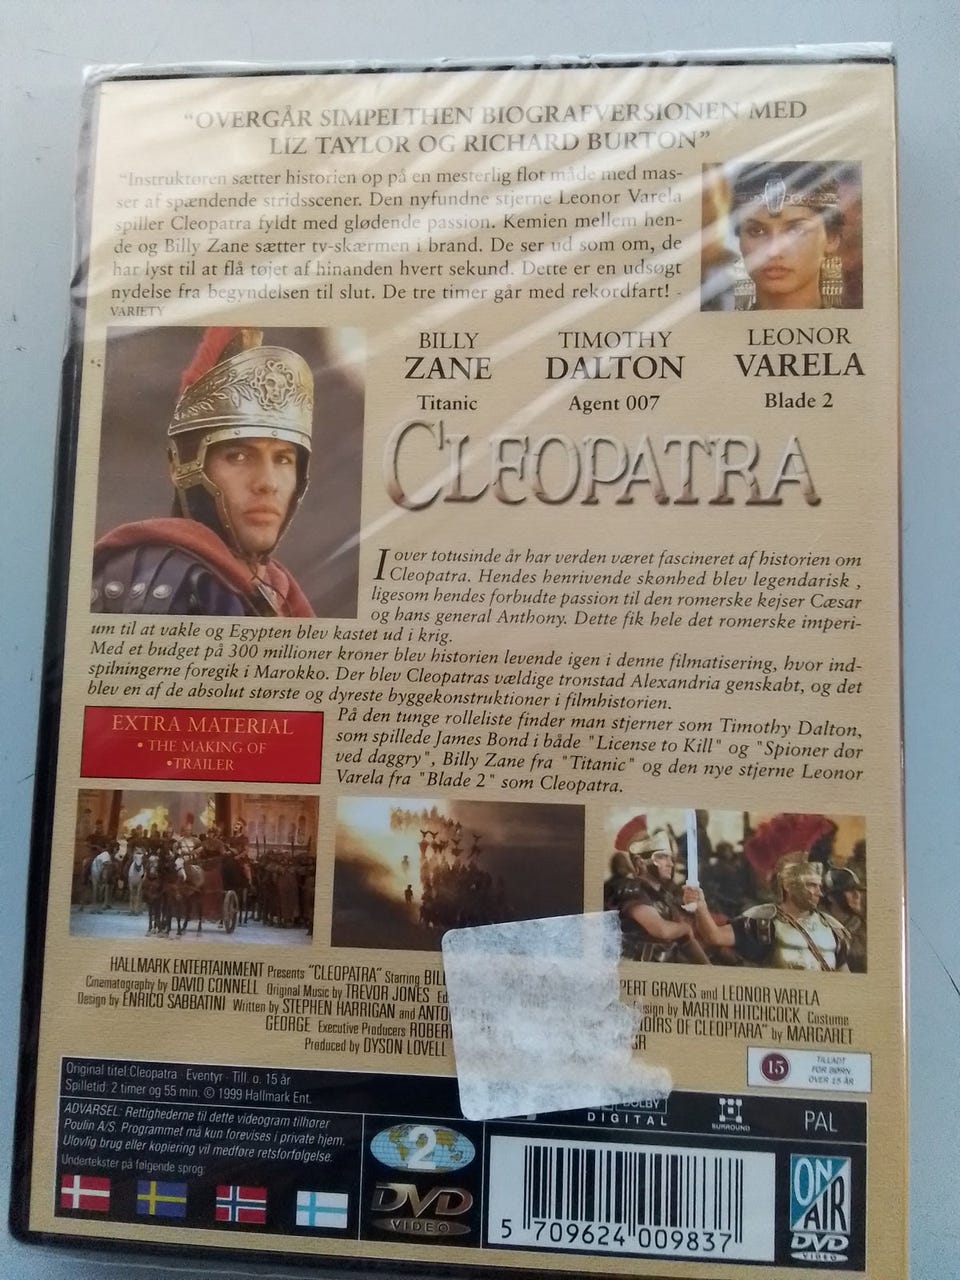 "OVERGÅR SIMPELTHEN BIOGRAFVERSIONEN MED
LIZ TAYLOR OG RICHARD BURTON"
"Instruktøren sætter historien op på en mesterlig flot måde med mas-
ser af spændende stridsscener. Den nyfundne stjerne Leonor Varela
spiller Cleopatra fyldt med glødende passion. Kemien mellem hen-
de og Billy Zane sætter tv-skærmen i brand. De ser ud som om, de
har lyst til at flå tøjet af hinanden hvert sekund. Dette er en udsøgt
nydelse fra begyndelsen til slut. De tre timer går med rekordfart! -
VARIETY
BILLY
ZANE
Titanic
TIMOTHY
DALTON
Agent 007
LEONOR
VARELA
Blade 2
CLEOPATRA
I over totusinde år har verden været fascineret af historien om
Cleopatra. Hendes henrivende skønhed blev legendarisk ,
ligesom hendes forbudte passion til den romerske kejser Cæsar
og hans general Anthony. Dette fik hele det romerske imperi-
um til at vakle og Egypten blev kastet ud i krig.
Med et budget på 300 millioner kroner blev historien levende igen i denne filmatisering, hvor ind-
spilningerne foregik i Marokko. Der blev Cleopatras vældige tronstad Alexandria genskabt, og det
blev en af de absolut største og dyreste byggekonstruktioner i filmhistorien.
På den tunge rolleliste finder man stjerner som Timothy Dalton,
som spillede James Bond i både "License to Kill" og "Spioner dør
ved daggry", Billy Zane fra "Titanic" og den nye stjerne Leonor
Varela fra "Blade 2" som Cleopatra.
EXTRA MATERIAL
• THE MAKING OF
•TRAILER
HALLMARK ENTERTAINMENT Presents "CLEOPATRA" Starring BILL PERT GRAVES and LEONOR VARELA
Cinematography by DAVID CONNELL Original Music by TREVOR JONES Ed design by MARTIN HITCHCOCK Costume
Design by ENRICO SABBATINI Written by STEPHEN HARRIGAN and ANTO OIRS OF CLEOPTARA" by MARGARET
GEORGE Executive Producers ROBER SR
Produced by DYSON LOVELL
15
TILLADT
FOR BØRN
OVER 15 ÅR
Original titel:Cleopatra · Eventyr · Till. o. 15 år
Spilletid: 2 timer og 55 min. © 1999 Hallmark Ent.
ADVARSEL: Rettighederne til dette videogram tilhører
Poulin A/S. Programmet må kun forevises i private hjem.
Ulovlig brug eller kopiering vil medføre retsforfølgelse.
Undertekster på følgende sprog:
2
DVD
VIDEO
DOLBY
DIGITAL
SURROUND
PAL
5 709624 009837
ON
AIR
DVD
VIDEO